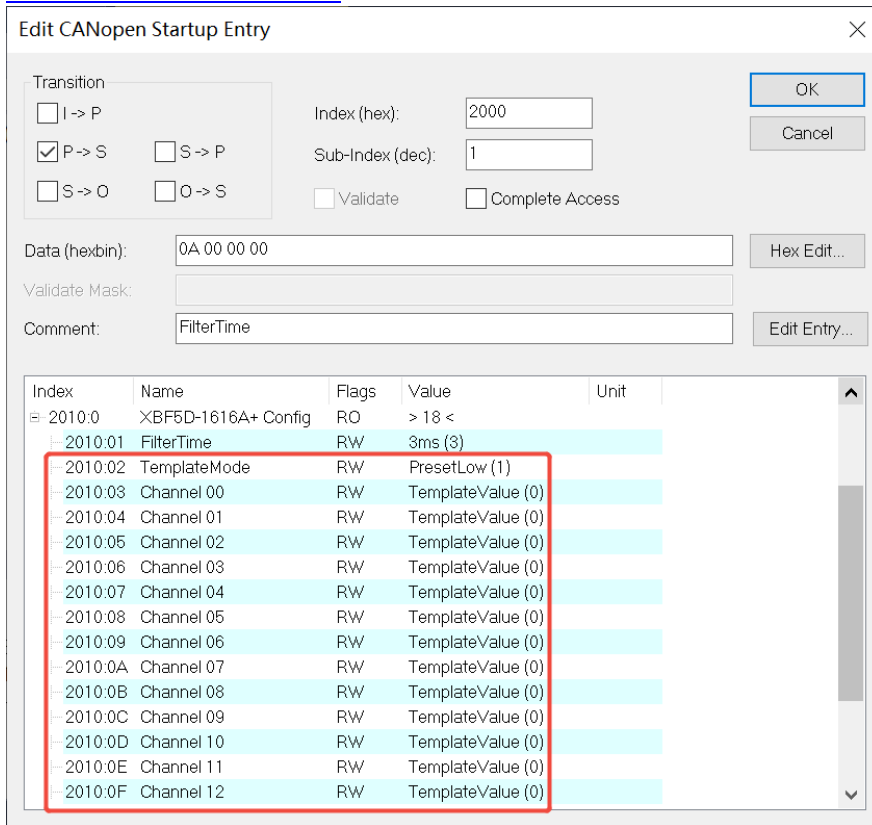 Edit CANopen Startup Entry
Transition
I -> P
P -> S
S -> P
S -> O
O -> S
Index (hex):
2000
Sub-Index (dec):
1
Validate
Complete Access
OK
Cancel
Data (hexbin):
0A 00 00 00
Hex Edit...
Validate Mask:
Comment:
FilterTime
Edit Entry...
Index Name Flags Value Unit
2010:0 XBF5D-1616A+ Config RO > 18 <
2010:01 FilterTime RW 3ms (3)
2010:02 TemplateMode RW PresetLow (1)
2010:03 Channel 00 RW TemplateValue (0)
2010:04 Channel 01 RW TemplateValue (0)
2010:05 Channel 02 RW TemplateValue (0)
2010:06 Channel 03 RW TemplateValue (0)
2010:07 Channel 04 RW TemplateValue (0)
2010:08 Channel 05 RW TemplateValue (0)
2010:09 Channel 06 RW TemplateValue (0)
2010:0A Channel 07 RW TemplateValue (0)
2010:0B Channel 08 RW TemplateValue (0)
2010:0C Channel 09 RW TemplateValue (0)
2010:0D Channel 10 RW TemplateValue (0)
2010:0E Channel 11 RW TemplateValue (0)
2010:0F Channel 12 RW TemplateValue (0)